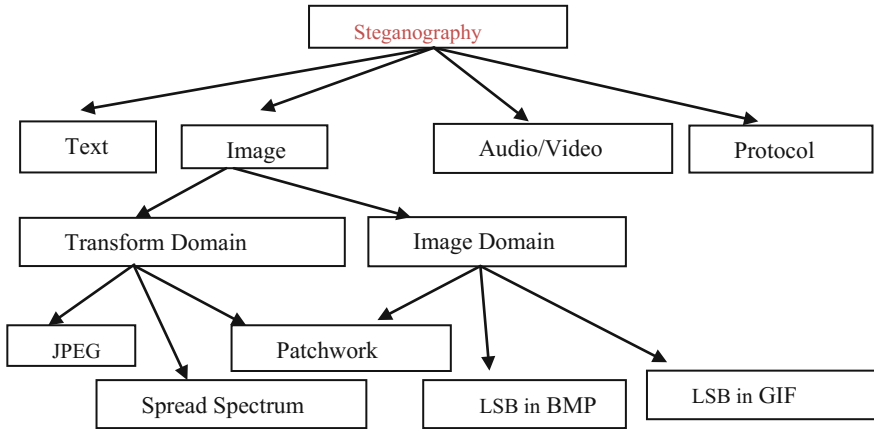 Steganography
Text
Image
Audio/Video
Protocol
Transform Domain
Image Domain
JPEG
Patchwork
Spread Spectrum
LSB in BMP
LSB in GIF